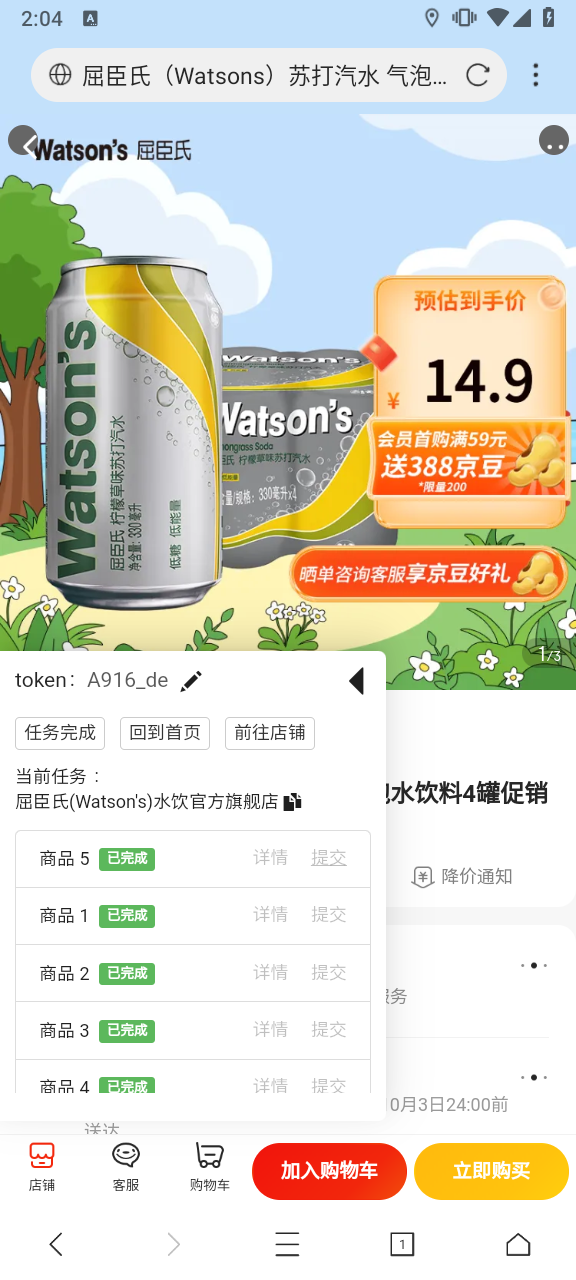 2:04
A
屈臣氏（Watsons）苏打汽水 气泡...
Watson's 屈臣氏
预估到手价
¥ 14.9
会员首购满59元
送388京豆
*限量200
晒单咨询客服享京豆好礼
Watson's
屈臣氏 柠檬草味苏打汽水
净含量: 330毫升
低糖 低能量
Watson's
Watson's
ongrass Soda
氏 柠檬草味苏打汽水
量/规格：330毫升x4
1/3
token： A916_de
任务完成 回到首页 前往店铺
当前任务：
屈臣氏(Watson's)水饮官方旗舰店
水饮料4罐促销
商品 5 已完成 详情 提交
降价通知
商品 1 已完成 详情 提交
商品 2 已完成 详情 提交
服务
商品 3 已完成 详情 提交
商品 4 已完成 详情 提交
0月3日24:00前
送达
店铺 客服 购物车 加入购物车 立即购买
1